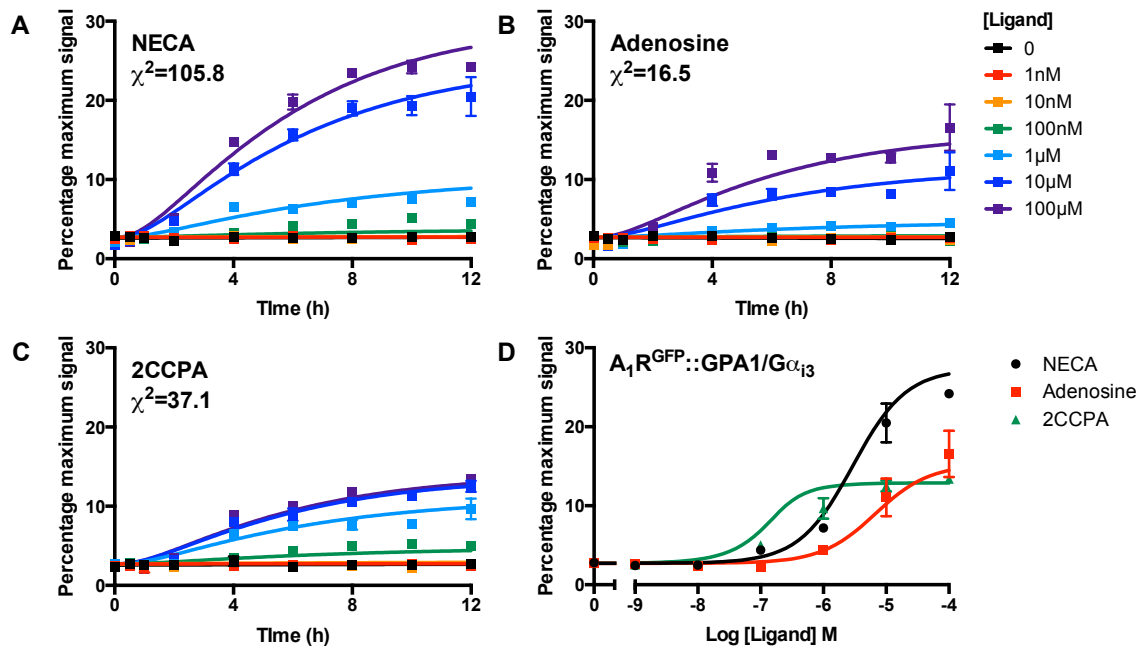 A
NECA
χ²=105.8
Percentage maximum signal
30
20
10
0
0
4
8
12
TIme (h)
B
Adenosine
χ²=16.5
Percentage maximum signal
30
20
10
0
0
4
8
12
TIme (h)
[Ligand]
0
1nM
10nM
100nM
1μM
10μM
100μM
C
2CCPA
χ²=37.1
Percentage maximum signal
30
20
10
0
0
4
8
12
TIme (h)
D
A₁Rᴳᶠᴾ::GPA1/Gαᵢ₃
Percentage maximum signal
30
20
10
0
0
-9
-8
-7
-6
-5
-4
Log [Ligand] M
NECA
Adenosine
2CCPA